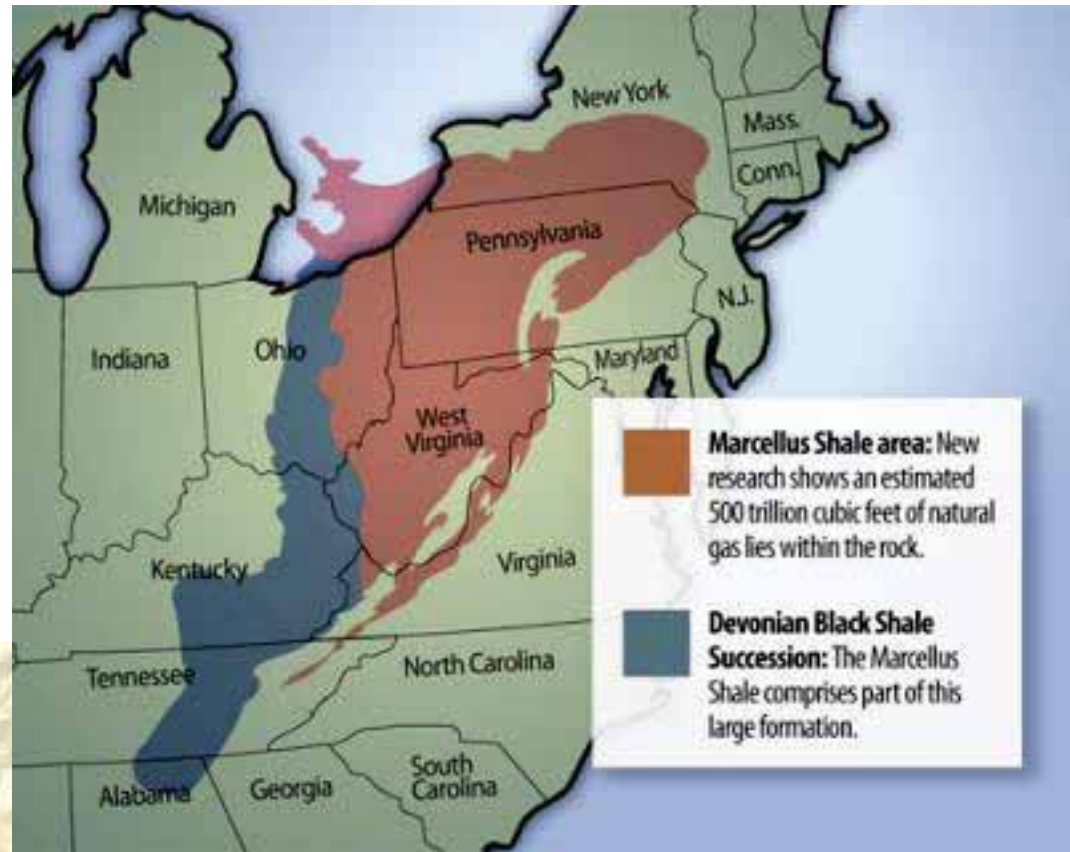 New York
Mass.
Conn.
Michigan
Pennsylvania
N.J.
Ohio
Indiana
Maryland
West
Virginia
Marcellus Shale area: New
research shows an estimated
500 trillion cubic feet of natural
gas lies within the rock.
Virginia
Kentucky
Devonian Black Shale
Succession: The Marcellus
Shale comprises part of this
large formation.
North Carolina
Tennessee
South
Carolina
Alabama
Georgia